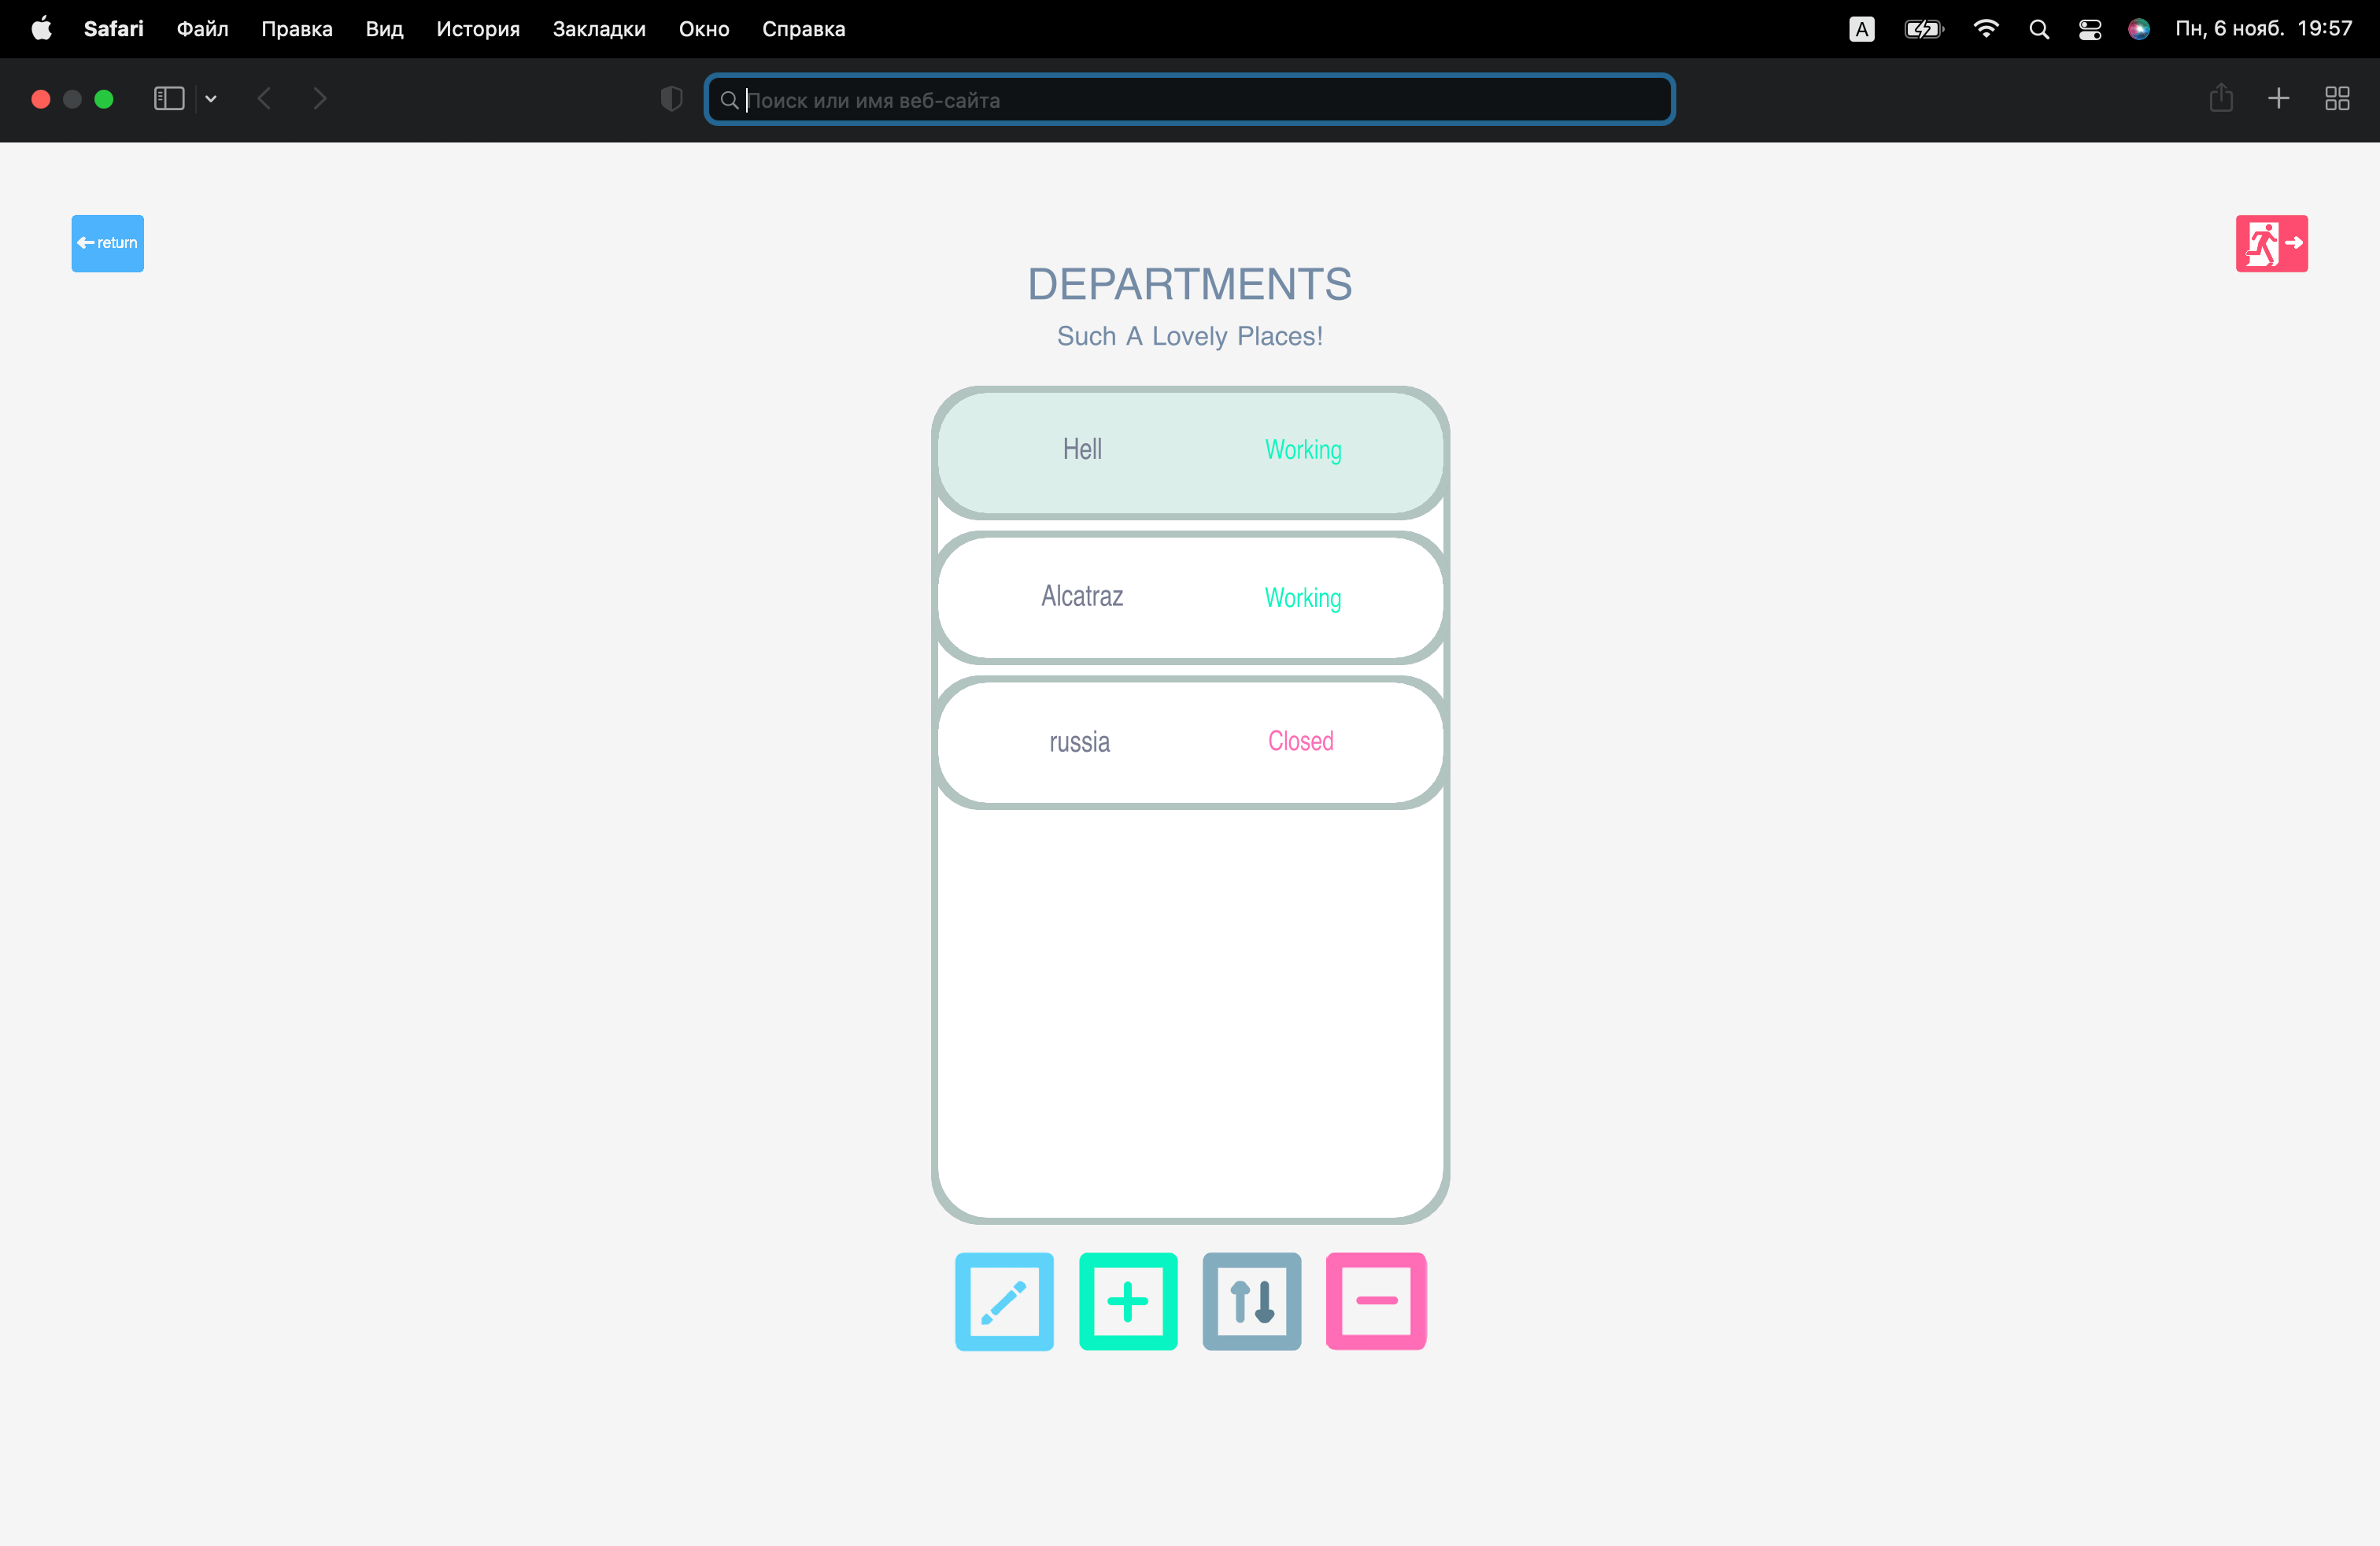 Safari Файл Правка Вид История Закладки Окно Справка A Пн, 6 нояб. 19:57
Поиск или имя веб-сайта
return
DEPARTMENTS
Such A Lovely Places!
Hell Working
Alcatraz Working
russia Closed